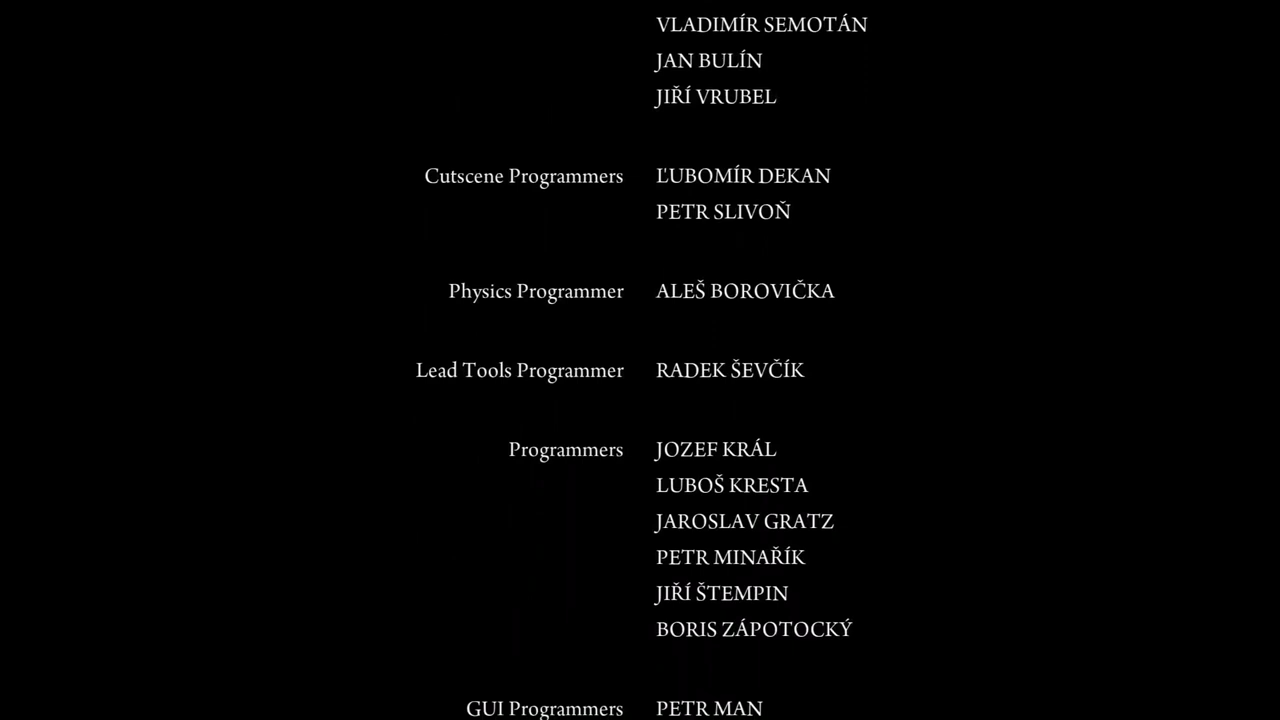 VLADIMÍR SEMOTÁN
JAN BULÍN
JIŘÍ VRUBEL
Cutscene Programmers ĽUBOMÍR DEKAN
PETR SLIVOŇ
Physics Programmer ALEŠ BOROVIČKA
Lead Tools Programmer RADEK ŠEVČÍK
Programmers JOZEF KRÁL
LUBOŠ KRESTA
JAROSLAV GRATZ
PETR MINAŘÍK
JIŘÍ ŠTEMPIN
BORIS ZÁPOTOCKÝ
GUI Programmers PETR MAN